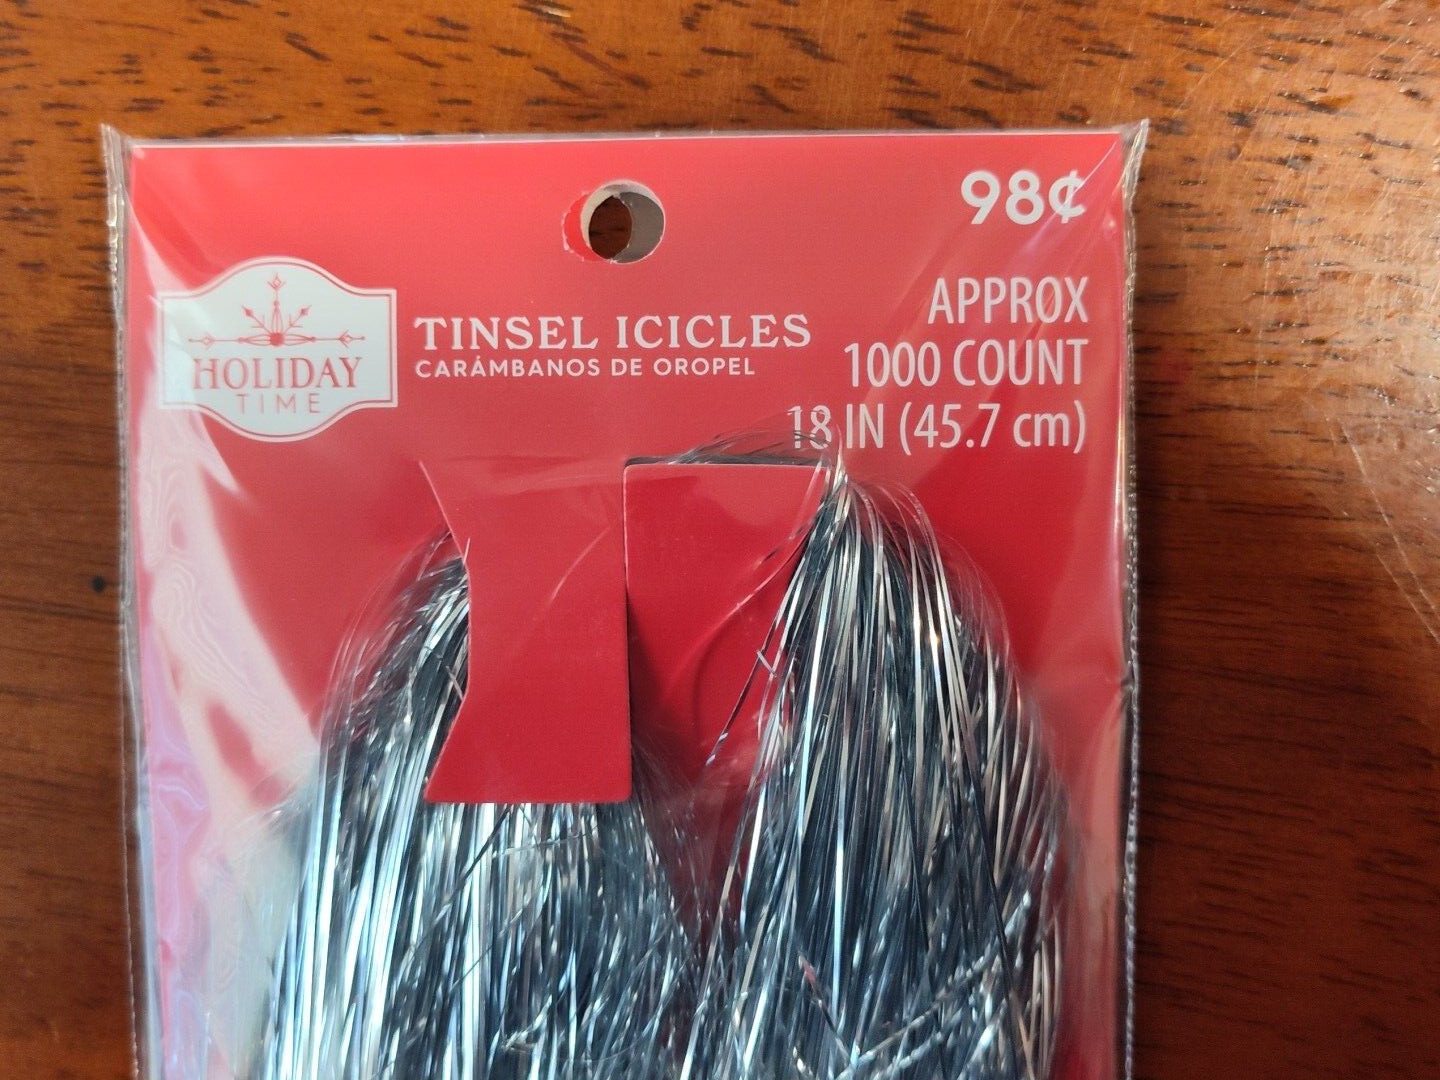 98¢
HOLIDAY
TIME
TINSEL ICICLES
CARÁMBANOS DE OROPEL
APPROX
1000 COUNT
18 IN (45.7 cm)